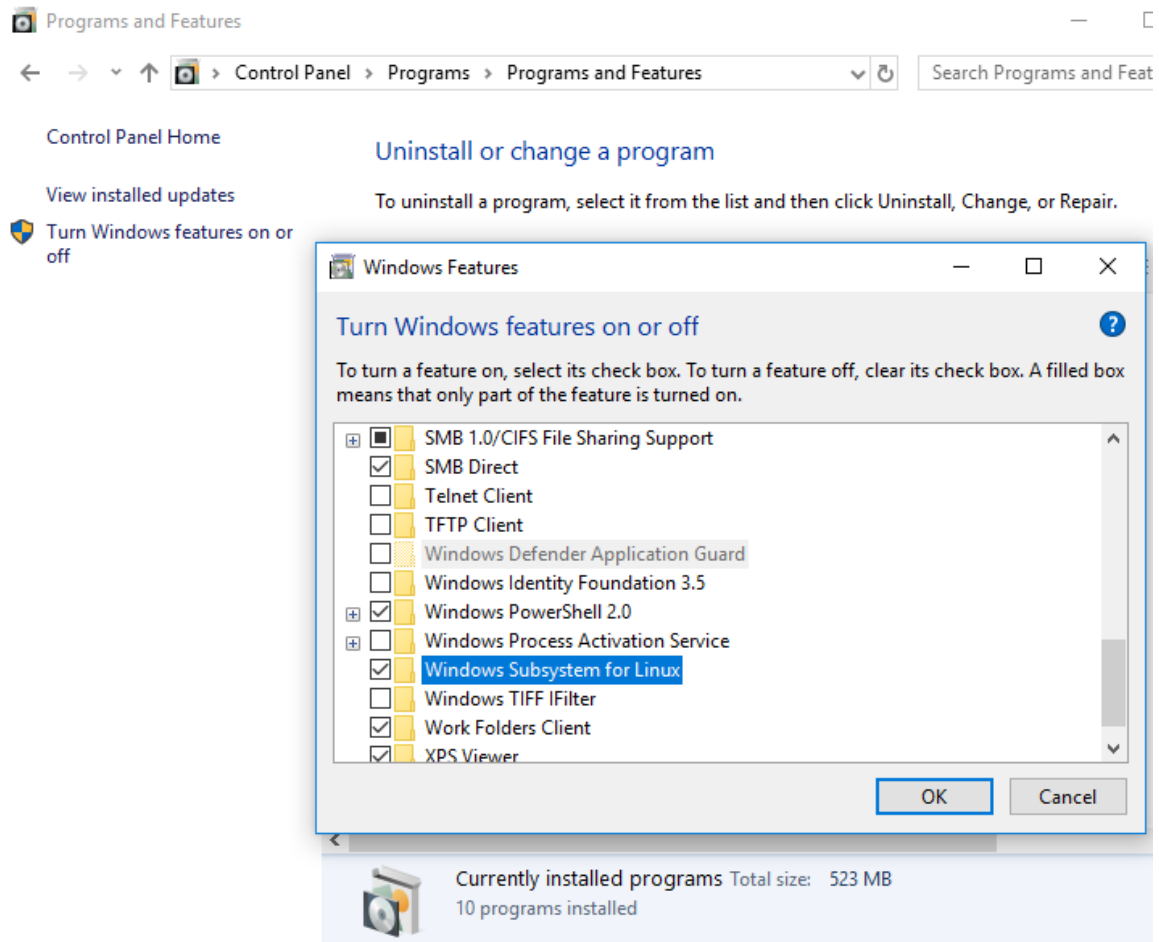 Programs and Features
Control Panel > Programs > Programs and Features
Search Programs and Feat
Control Panel Home
View installed updates
Turn Windows features on or
off
Uninstall or change a program
To uninstall a program, select it from the list and then click Uninstall, Change, or Repair.
Windows Features
Turn Windows features on or off
To turn a feature on, select its check box. To turn a feature off, clear its check box. A filled box
means that only part of the feature is turned on.
SMB 1.0/CIFS File Sharing Support
SMB Direct
Telnet Client
TFTP Client
Windows Defender Application Guard
Windows Identity Foundation 3.5
Windows PowerShell 2.0
Windows Process Activation Service
Windows Subsystem for Linux
Windows TIFF IFilter
Work Folders Client
XPS Viewer
OK
Cancel
Currently installed programs Total size: 523 MB
10 programs installed